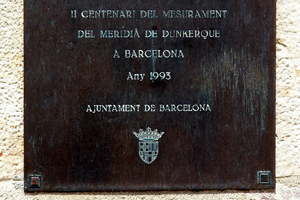 II CENTENARI DEL MESURAMENT
DEL MERIDIÀ DE DUNKERQUE
A BARCELONA
Any 1993
AJUNTAMENT DE BARCELONA